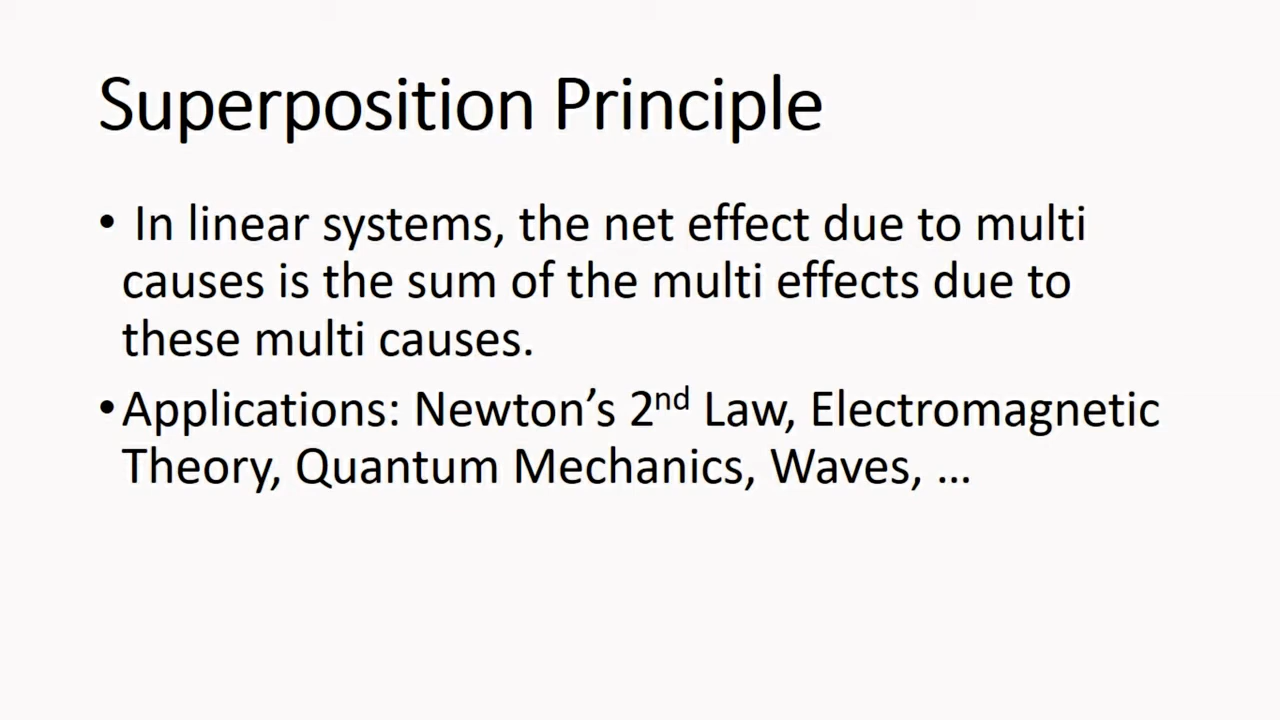 Superposition Principle
• In linear systems, the net effect due to multi
causes is the sum of the multi effects due to
these multi causes.
•Applications: Newton’s 2nd Law, Electromagnetic
Theory, Quantum Mechanics, Waves, ...